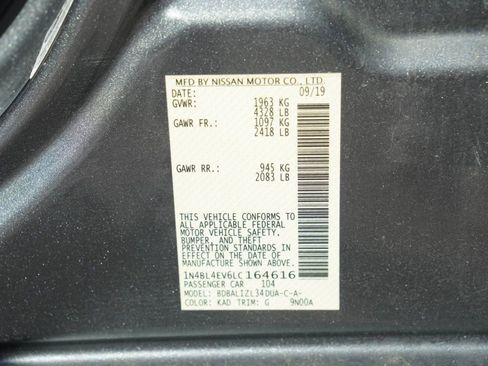 MFD BY NISSAN MOTOR CO., LTD.
DATE: 09/19
GVWR: 1963 KG
4328 LB
GAWR FR.: 1097 KG
2418 LB
GAWR RR.: 945 KG
2083 LB
THIS VEHICLE CONFORMS TO
ALL APPLICABLE FEDERAL
MOTOR VEHICLE SAFETY,
BUMPER, AND THEFT
PREVENTION STANDARDS
IN EFFECT ON THE DATE OF
MANUFACTURE SHOWN ABOVE.
1N4BL4EV6LC164616
PASSENGER CAR 104
MODEL: BDBALIZL34DUA-C-A-
COLOR: KAD TRIM: G 9N00A